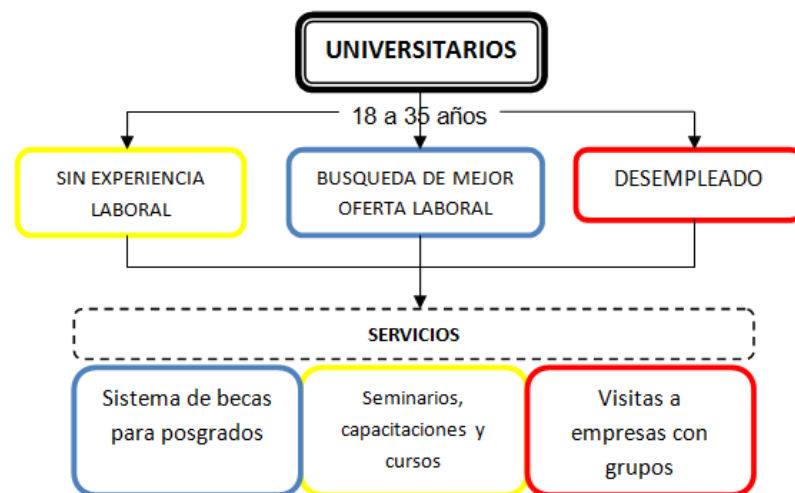 UNIVERSITARIOS
18 a 35 años
SIN EXPERIENCIA
LABORAL
BUSQUEDA DE MEJOR
OFERTA LABORAL
DESEMPLEADO
SERVICIOS
Sistema de becas
para posgrados
Seminarios,
capacitaciones y
cursos
Visitas a
empresas con
grupos